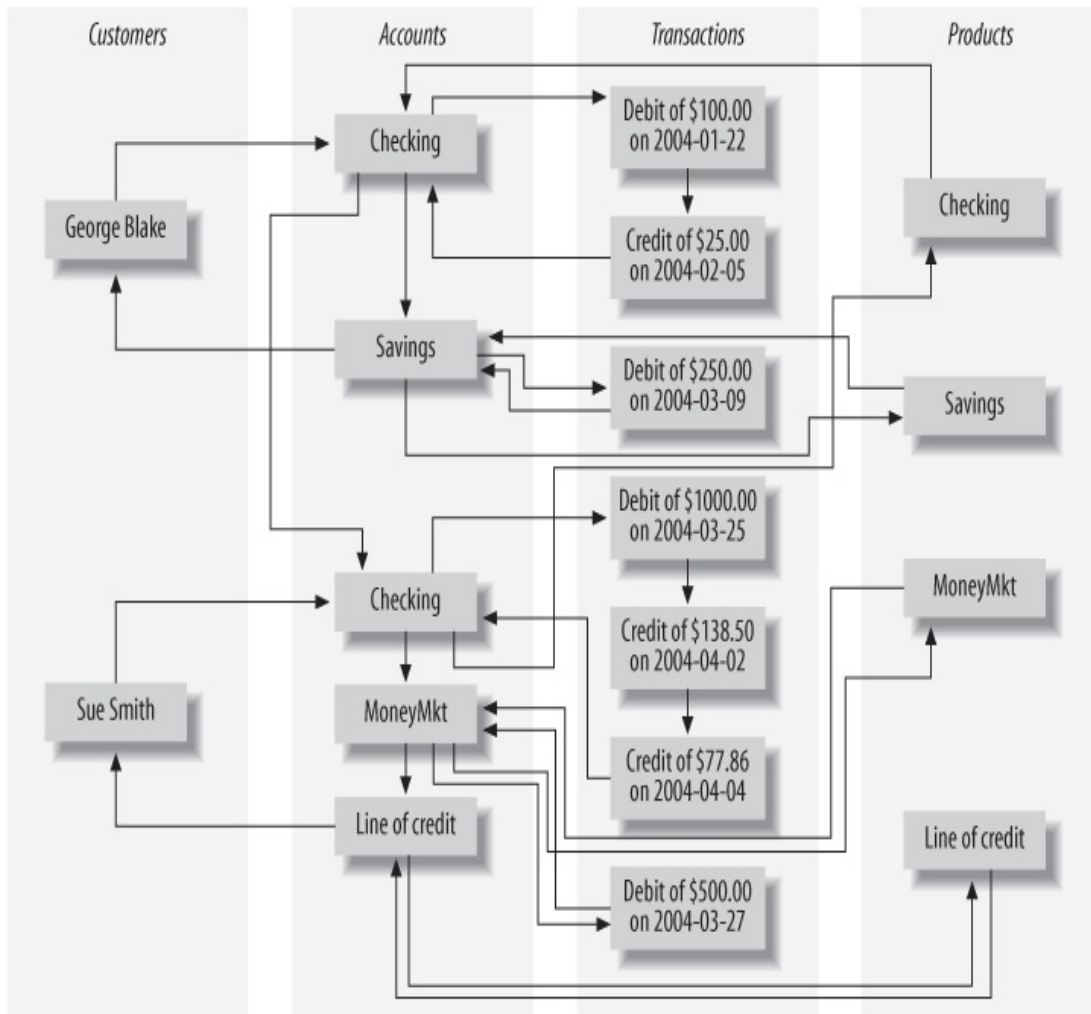 Customers
Accounts
Transactions
Products
George Blake
Sue Smith
Checking
Savings
Checking
MoneyMkt
Line of credit
Debit of $100.00
on 2004-01-22
Credit of $25.00
on 2004-02-05
Debit of $250.00
on 2004-03-09
Debit of $1000.00
on 2004-03-25
Credit of $138.50
on 2004-04-02
Credit of $77.86
on 2004-04-04
Debit of $500.00
on 2004-03-27
Checking
Savings
MoneyMkt
Line of credit